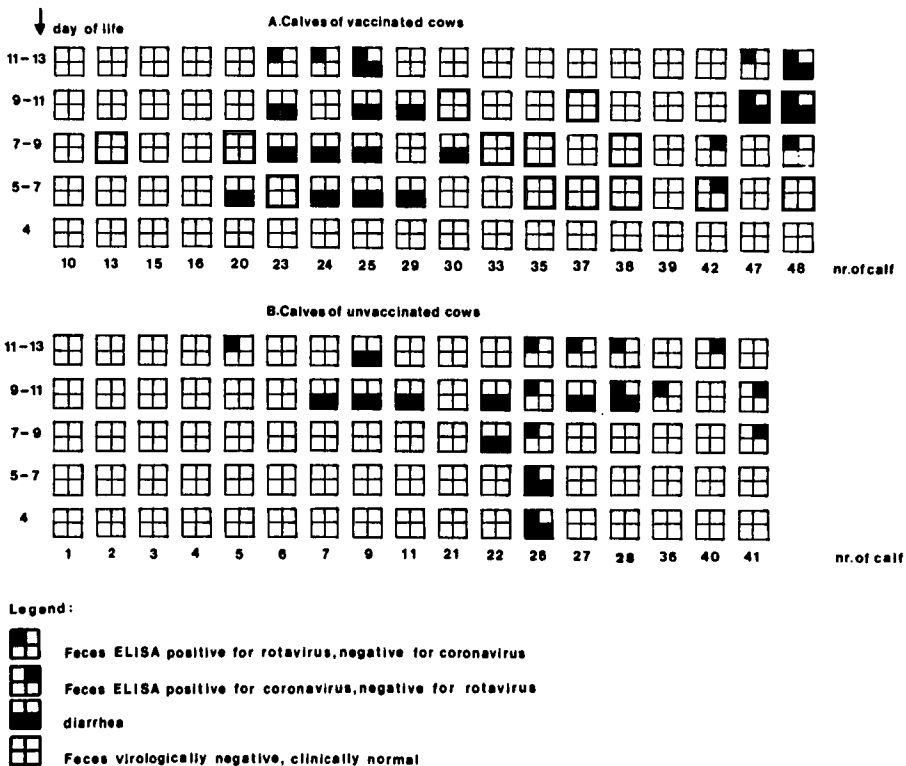 A.Calves of vaccinated cows
day of life
11-13
9-11
7-9
5-7
4
10 13 15 16 20 23 24 25 29 30 33 35 37 38 39 42 47 48 nr.of calf
B.Calves of unvaccinated cows
11-13
9-11
7-9
5-7
4
1 2 3 4 5 6 7 9 11 21 22 26 27 28 36 40 41 nr.of calf
Legend:
Feces ELISA positive for rotavirus,negative for coronavirus
Feces ELISA positive for coronavirus,negative for rotavirus
diarrhea
Feces virologically negative, clinically normal